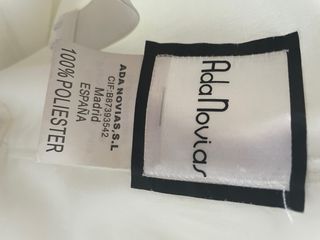 ADA NOVIAS,S.L
CIF:B87393542
Madrid
ESPAÑA
100% POLIESTER
Ada Novias